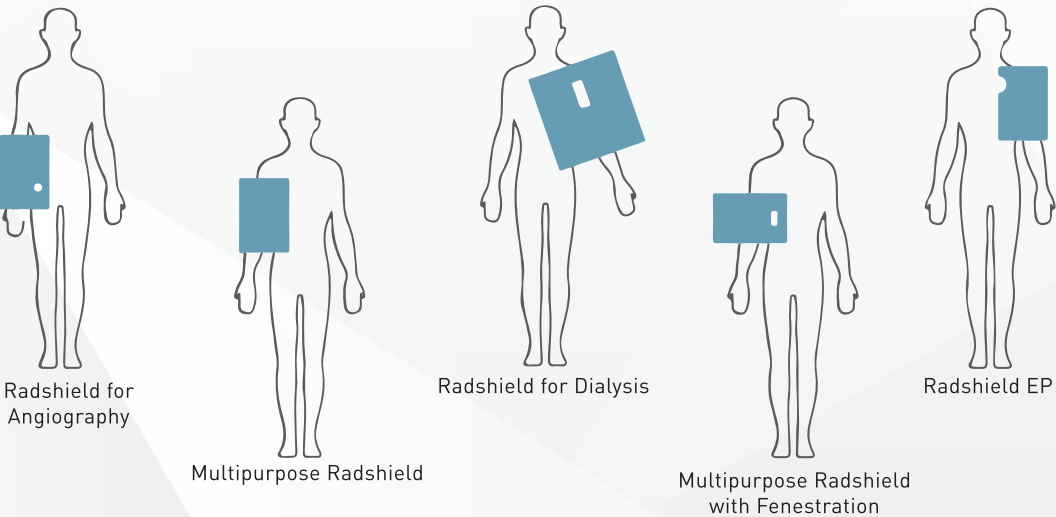 Radshield for
Angiography
Multipurpose Radshield
Radshield for Dialysis
Multipurpose Radshield
with Fenestration
Radshield EP